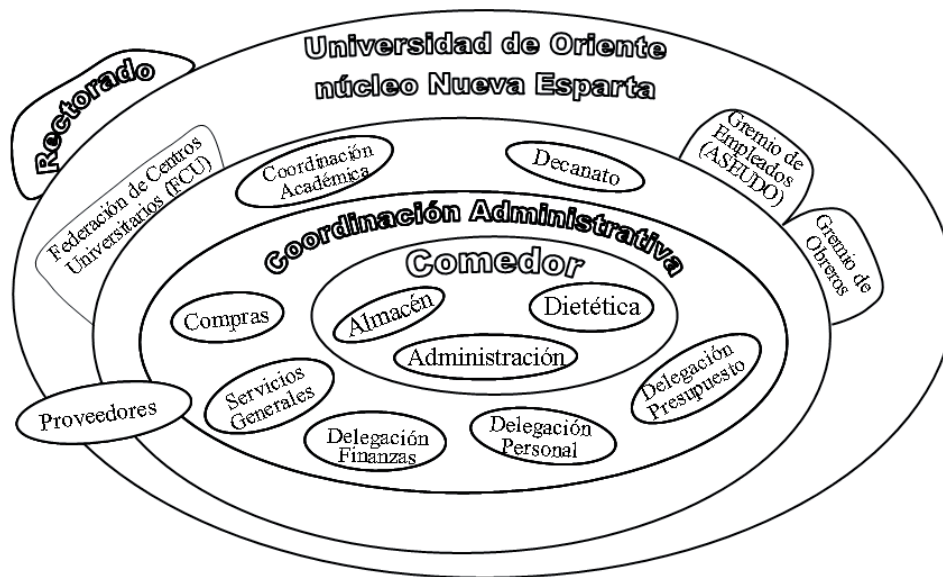 Universidad de Oriente
núcleo Nueva Esparta
Rectorado
Federación de Centros
Universitarios (FCU)
Coordinación
Académica
Decanato
Gremio de
Empleados
(ASEUDO)
Gremio de
Obreros
Coordinación Administrativa
Comedor
Compras
Almacén
Dietética
Administración
Proveedores
Servicios
Generales
Delegación
Finanzas
Delegación
Personal
Delegación
Presupuesto